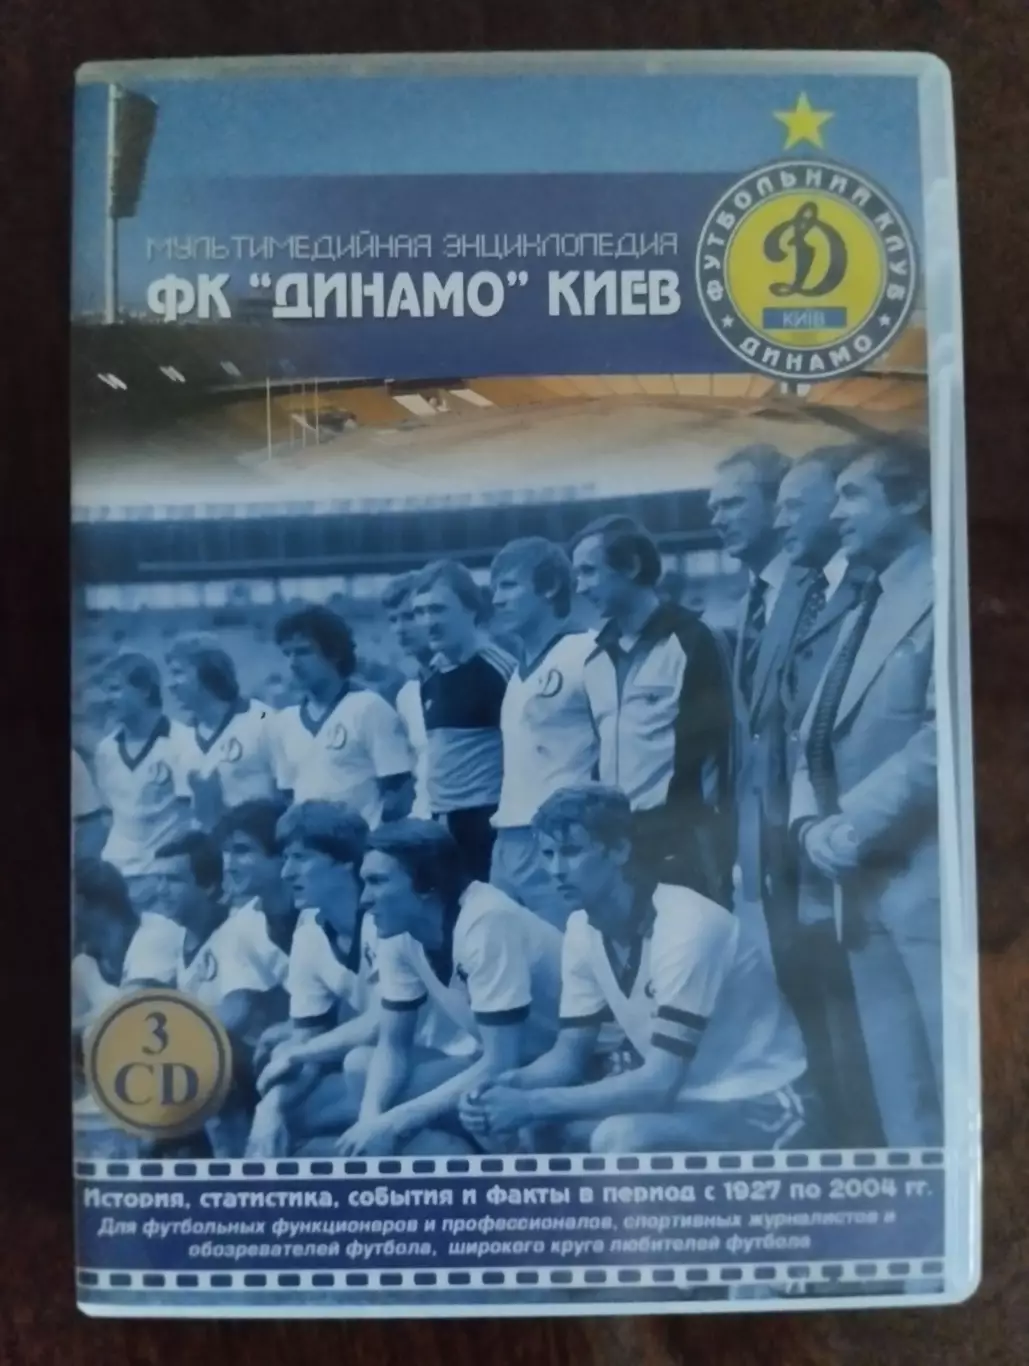 МУЛЬТИМЕДИЙНАЯ ЭНЦИКЛОПЕДИЯ
ФК "ДИНАМО" КИЕВ
ФУТБОЛЬНИЙ КЛУБ
Д
КИЇВ
ДИНАМО
3
CD
История, статистика, события и факты в период с 1927 по 2004 гг.
Для футбольных функционеров и профессионалов, спортивных журналистов и
обозревателей футбола, широкого круга любителей футбола